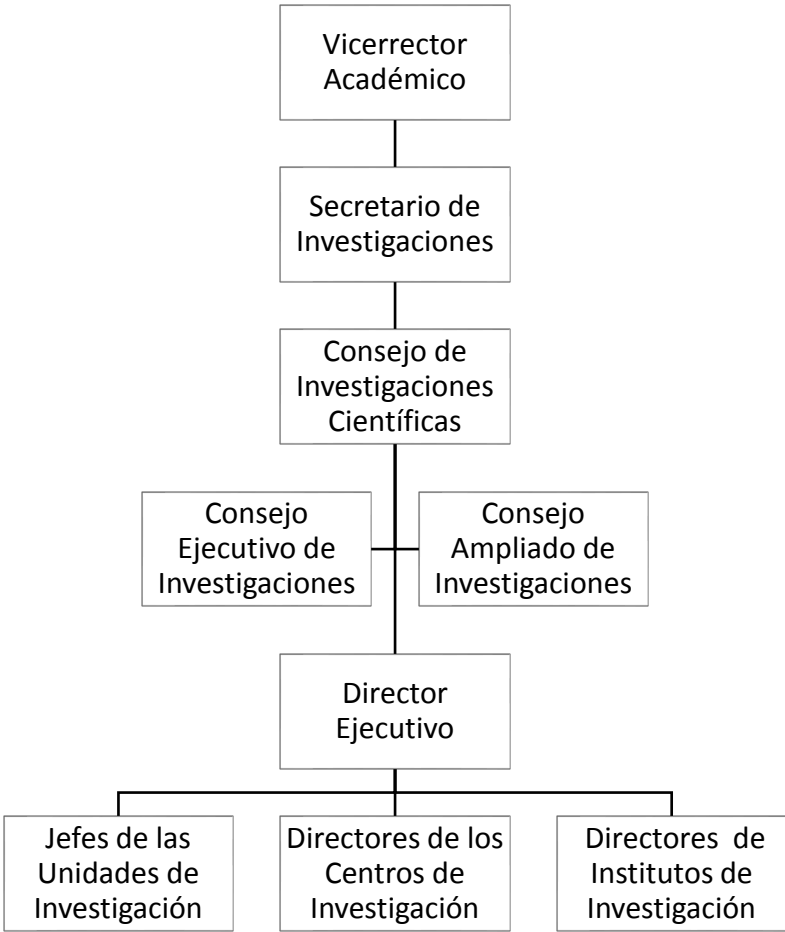 Vicerrector
Académico
Secretario de
Investigaciones
Consejo de
Investigaciones
Científicas
Consejo
Ejecutivo de
Investigaciones
Consejo
Ampliado de
Investigaciones
Director
Ejecutivo
Jefes de las
Unidades de
Investigación
Directores de los
Centros de
Investigación
Directores de
Institutos de
Investigación